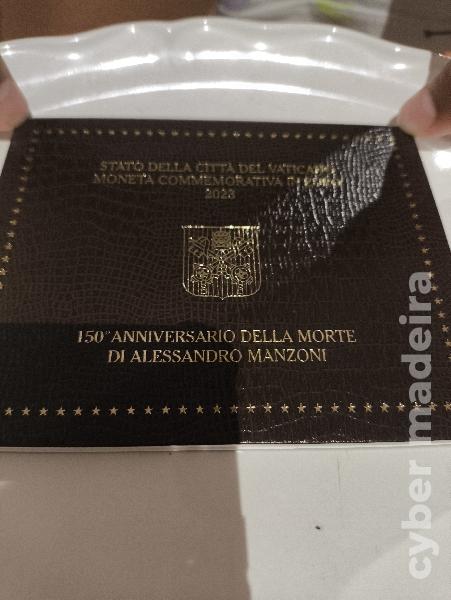 STATO DELLA CITTÀ DEL VATICANO
MONETA COMMEMORATIVA
2023
150° ANNIVERSARIO DELLA MORTE
DI ALESSANDRO MANZONI
cyber madeira